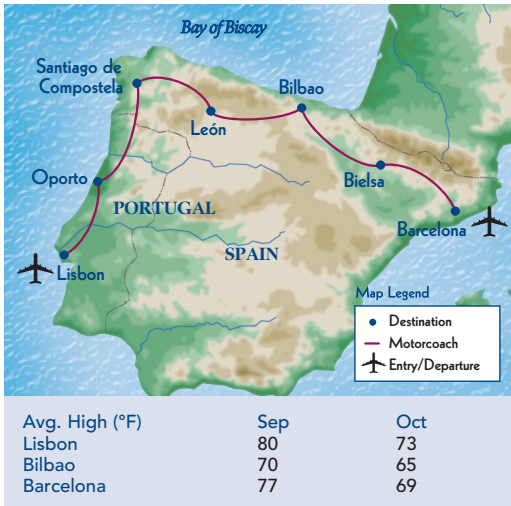 Bay of Biscay
Santiago de
Compostela
Bilbao
León
Oporto
Bielsa
PORTUGAL
Barcelona
SPAIN
Lisbon
Map Legend
Destination
Motorcoach
Entry/Departure
Avg. High (°F) Sep Oct
Lisbon 80 73
Bilbao 70 65
Barcelona 77 69